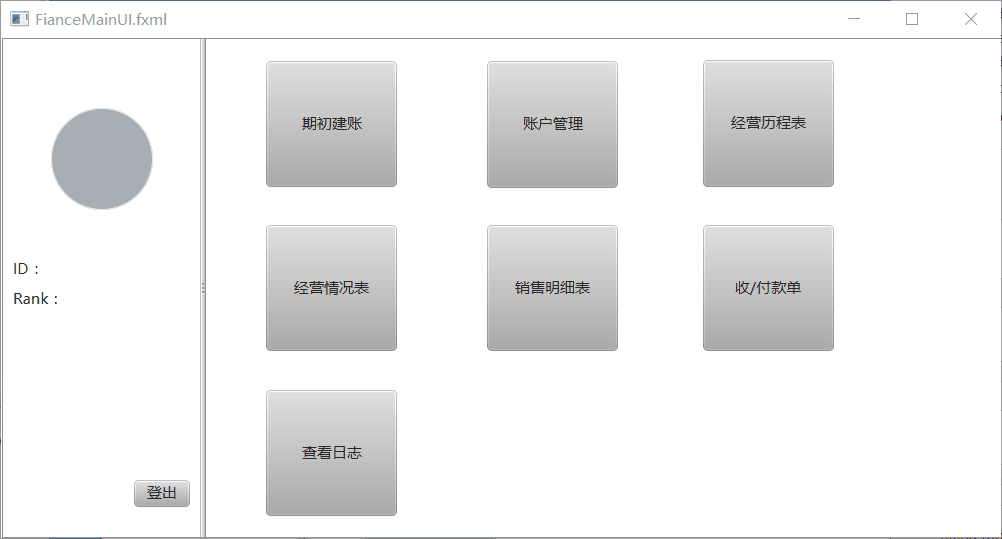 FianceMainUI.fxml
ID：
Rank：
登出
期初建账
账户管理
经营历程表
经营情况表
销售明细表
收/付款单
查看日志